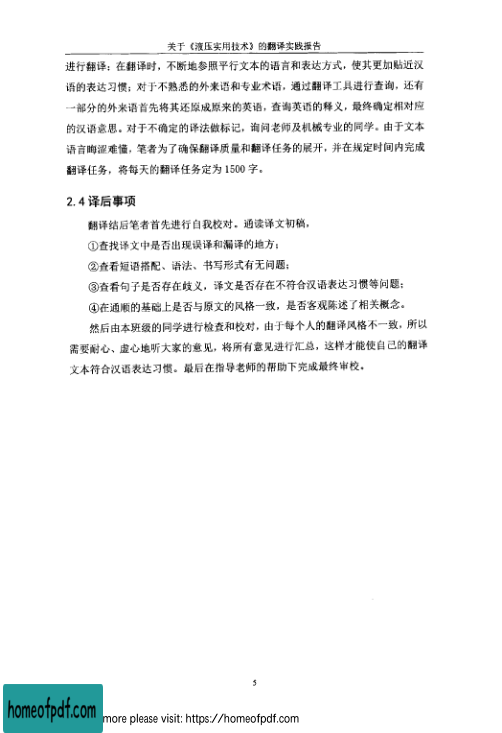 关于《液压实用技术》的翻译实践报告
进行翻译：在翻译时，不断地参照平行文本的语言和表达方式，使其更加贴近汉
语的表达习惯；对于不熟悉的外来语和专业术语，通过翻译工具进行查询，还有
一部分的外来语首先将其还原成原来的英语，查询英语的释义，最终确定相对应
的汉语意思。对于不确定的译法做标记，询问老师及机械专业的同学。由于文本
语言晦涩难懂，笔者为了确保翻译质量和翻译任务的展开，并在规定时间内完成
翻译任务，将每天的翻译任务定为 1500 字。
2.4 译后事项
翻译结后笔者首先进行自我校对。通读译文初稿，
①查找译文中是否出现误译和漏译的地方；
②查看短语搭配、语法、书写形式有无问题；
③查看句子是否存在歧义，译文是否存在不符合汉语表达习惯等问题；
④在通顺的基础上是否与原文的风格一致，是否客观陈述了相关概念。
然后由本班级的同学进行检查和校对，由于每个人的翻译风格不一致，所以
需要耐心、虚心地听大家的意见，将所有意见进行汇总，这样才能使自己的翻译
文本符合汉语表达习惯。最后在指导老师的帮助下完成最终审校。
5
homeofpdf.com
more please visit: https://homeofpdf.com